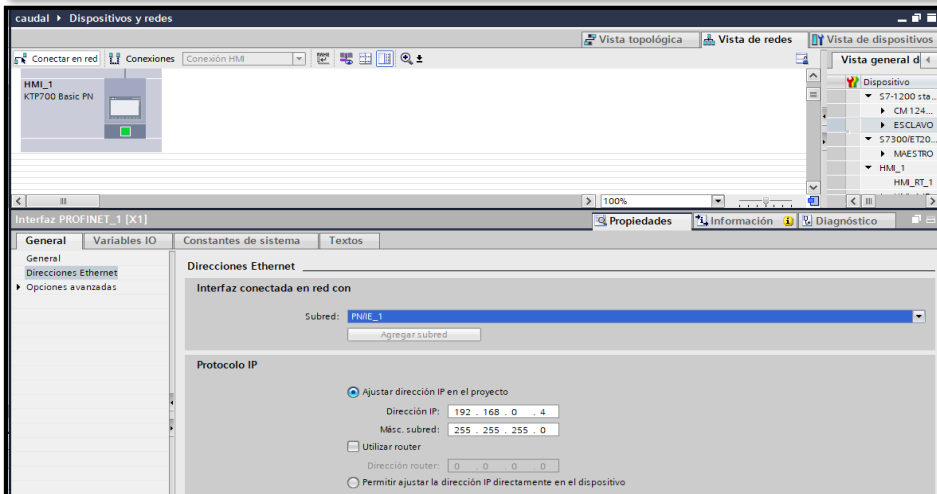 caudal ▸ Dispositivos y redes
Vista topológica Vista de redes Vista de dispositivos
Conectar en red Conexiones Conexión HMI Vista general d
HMI_1
KTP700 Basic PN
Dispositivo
S7-1200 sta...
CM 124...
ESCLAVO
S7300/ET20...
MAESTRO
HMI_1
HMI_RT_1
100%
Interfaz PROFINET_1 [X1] Propiedades Información Diagnóstico
General Variables IO Constantes de sistema Textos
General
Direcciones Ethernet
Opciones avanzadas
Direcciones Ethernet
Interfaz conectada en red con
Subred: PN/IE_1
Agregar subred
Protocolo IP
Ajustar dirección IP en el proyecto
Dirección IP: 192 . 168 . 0 . 4
Másc. subred: 255 . 255 . 255 . 0
Utilizar router
Dirección router: 0 . 0 . 0 . 0
Permitir ajustar la dirección IP directamente en el dispositivo